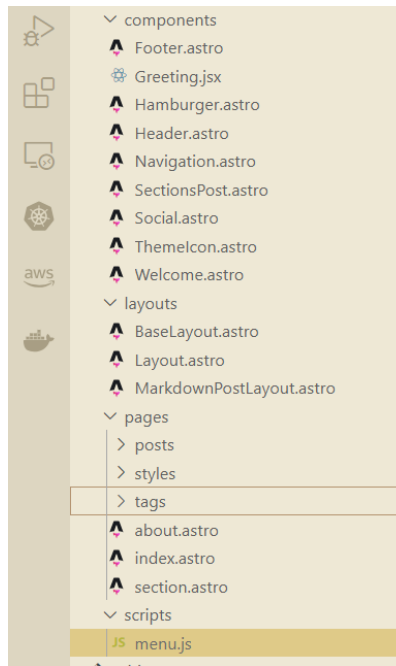 components
Footer.astro
Greeting.jsx
Hamburger.astro
Header.astro
Navigation.astro
SectionsPost.astro
Social.astro
ThemeIcon.astro
aws
Welcome.astro
layouts
BaseLayout.astro
Layout.astro
MarkdownPostLayout.astro
pages
posts
styles
tags
about.astro
index.astro
section.astro
scripts
JS menu.js